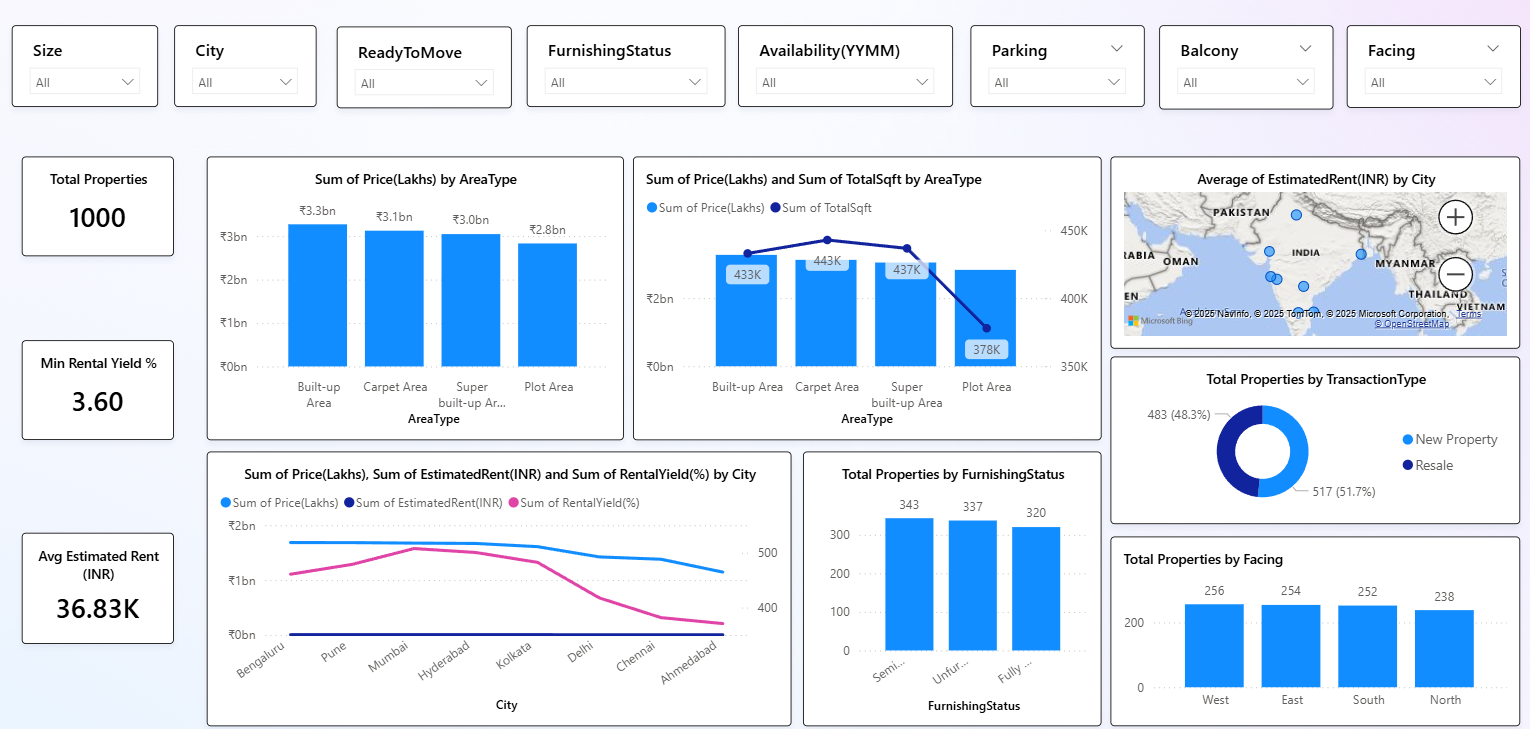 Size
All
City
All
ReadyToMove
All
FurnishingStatus
All
Availability(YYMM)
All
Parking
All
Balcony
All
Facing
All
Total Properties
1000
Min Rental Yield %
3.60
Avg Estimated Rent
(INR)
36.83K
Sum of Price(Lakhs) by AreaType
₹3.3bn
₹3.1bn
₹3.0bn
₹2.8bn
₹3bn
₹2bn
₹1bn
₹0bn
Built-up
Area
Carpet Area
Super
built-up Ar...
Plot Area
AreaType
Sum of Price(Lakhs) and Sum of TotalSqft by AreaType
Sum of Price(Lakhs) Sum of TotalSqft
₹2bn
₹0bn
433K
443K
437K
378K
450K
400K
350K
Built-up Area
Carpet Area
Super
built-up Area
Plot Area
AreaType
Average of EstimatedRent(INR) by City
PAKISTAN
INDIA
RABIA
OMAN
MYANMAR
EN
THAILAND
VIETNAM
Microsoft Bing
© 2025 NavInfo, © 2025 TomTom, © 2025 Microsoft Corporation, Terms
© OpenStreetMap
Total Properties by TransactionType
483 (48.3%)
517 (51.7%)
New Property
Resale
Sum of Price(Lakhs), Sum of EstimatedRent(INR) and Sum of RentalYield(%) by City
Sum of Price(Lakhs) Sum of EstimatedRent(INR) Sum of RentalYield(%)
₹2bn
₹1bn
₹0bn
500
400
Bengaluru
Pune
Mumbai
Hyderabad
Kolkata
Delhi
Chennai
Ahmedabad
City
Total Properties by FurnishingStatus
343
337
320
300
200
100
0
Semi...
Unfur...
Fully ...
FurnishingStatus
Total Properties by Facing
256
254
252
238
200
0
West
East
South
North